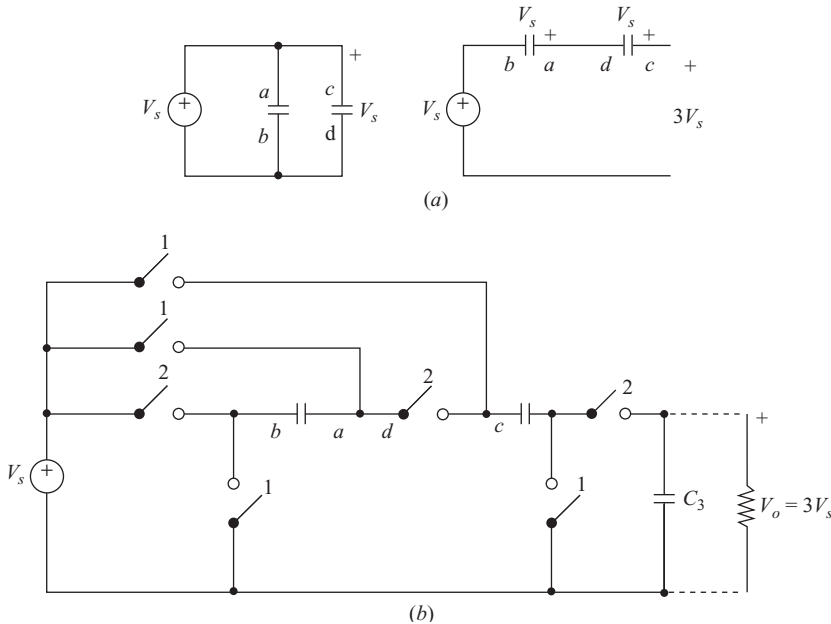 V_s V_s
V_s + a c + V_s
b d
V_s + b a + d c + +
3V_s
(a)
1
1
2 2 2
b a d c +
V_s + 1 1 C_3 V_o = 3V_s
(b)